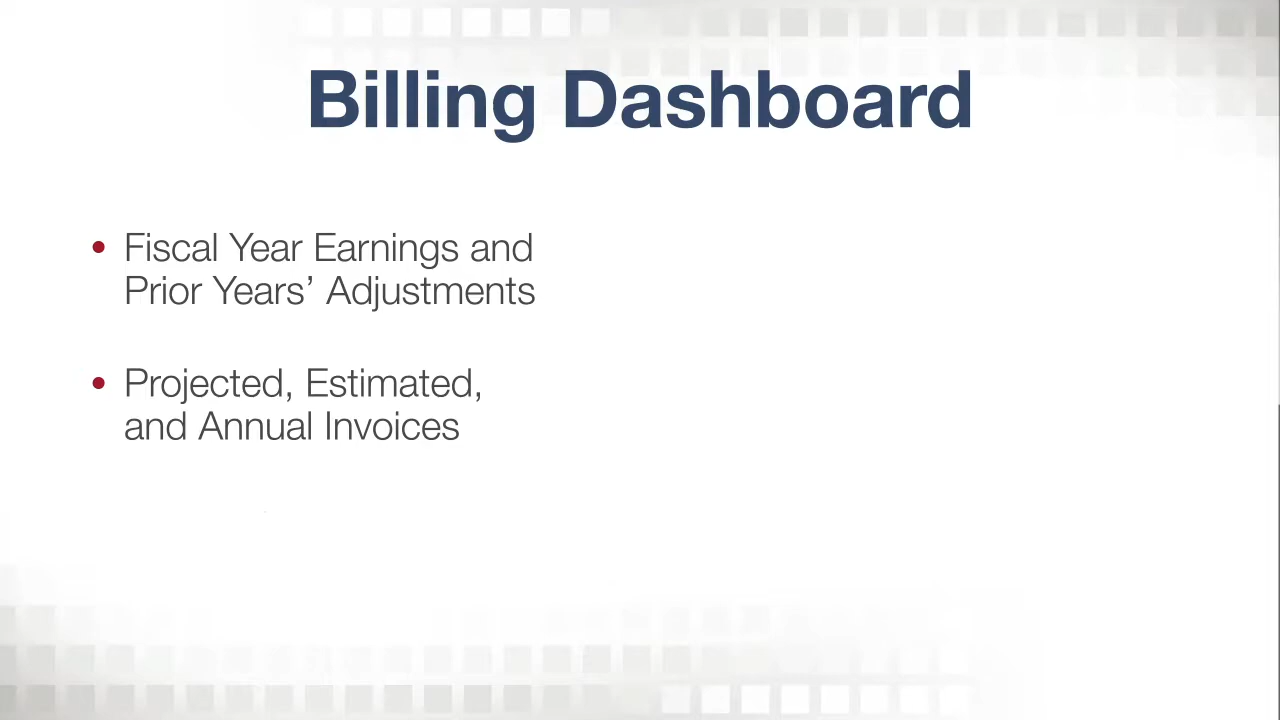 Billing Dashboard
• Fiscal Year Earnings and
Prior Years’ Adjustments
• Projected, Estimated,
and Annual Invoices